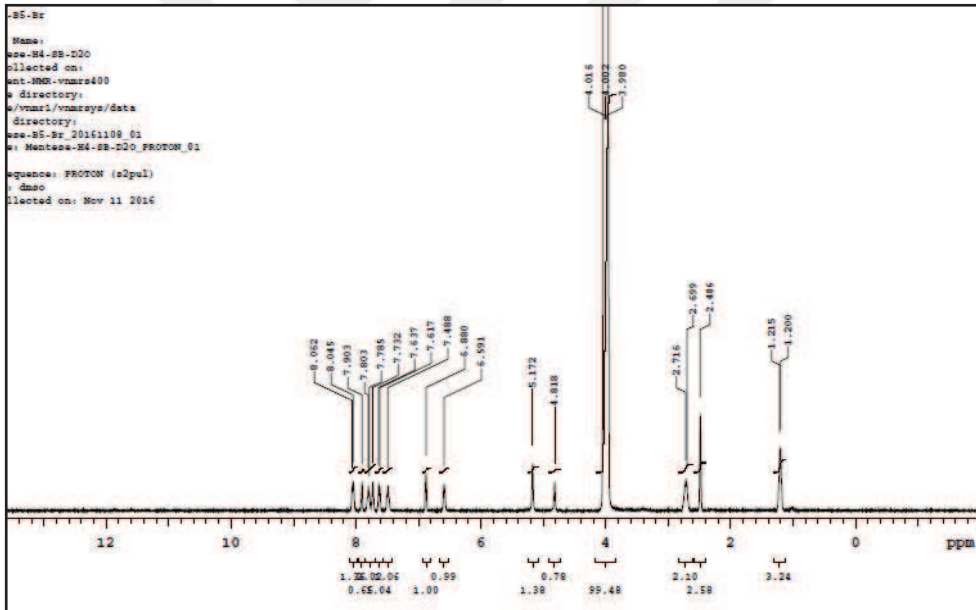 -B5-Br
Name:
ese-H4-SB-D2O
ollected on:
ent-NMR-vnmrs400
e directory:
e/vnmr1/vnmrsys/data
directory:
ese-B5-Br_20161108_01
e: Mentese-H4-SB-D2O_PROTON_01
equence: PROTON (s2pul)
: dmso
llected on: Nov 11 2016
8.062
8.045
7.903
7.803
7.785
7.732
7.637
7.617
7.488
6.880
6.591
5.172
4.818
4.016
4.002
3.980
2.716
2.699
2.486
1.215
1.200
12 10 8 6 4 2 0 ppm
0.99 0.78 2.10 3.24
1.00 1.38 99.48 2.58